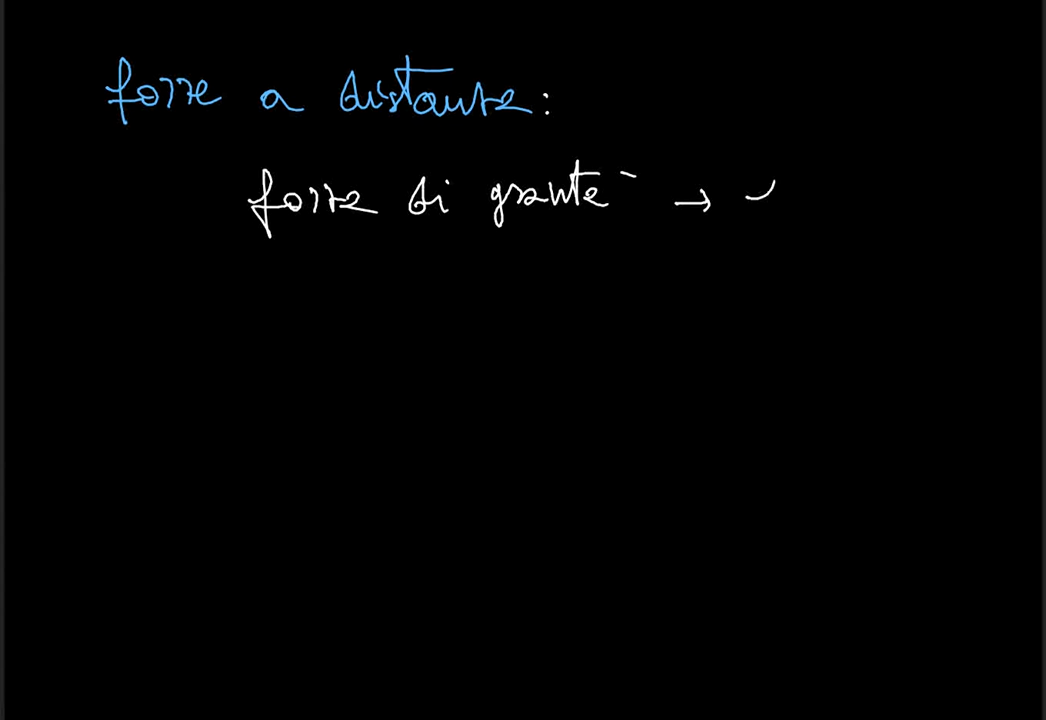 forze a distanza:
forza di gravità →